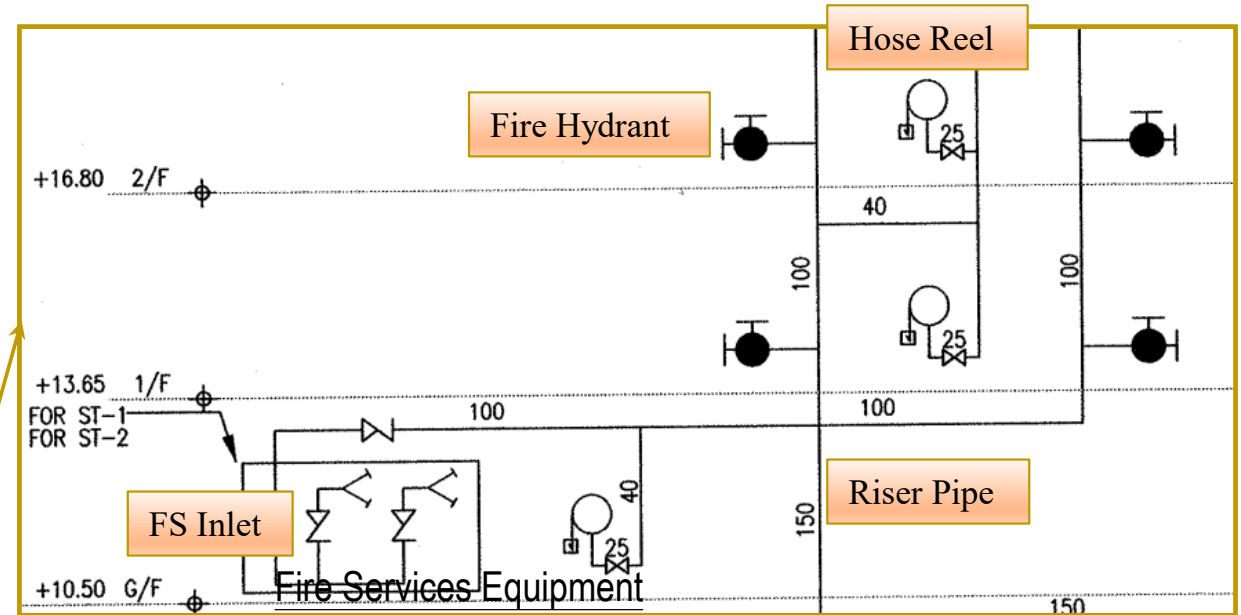 Hose Reel
Fire Hydrant
25
+16.80 2/F
40
100
100
25
+13.65 1/F
FOR ST-1
FOR ST-2
100
100
FS Inlet
40
150
Riser Pipe
25
Fire Services Equipment
+10.50 G/F
150